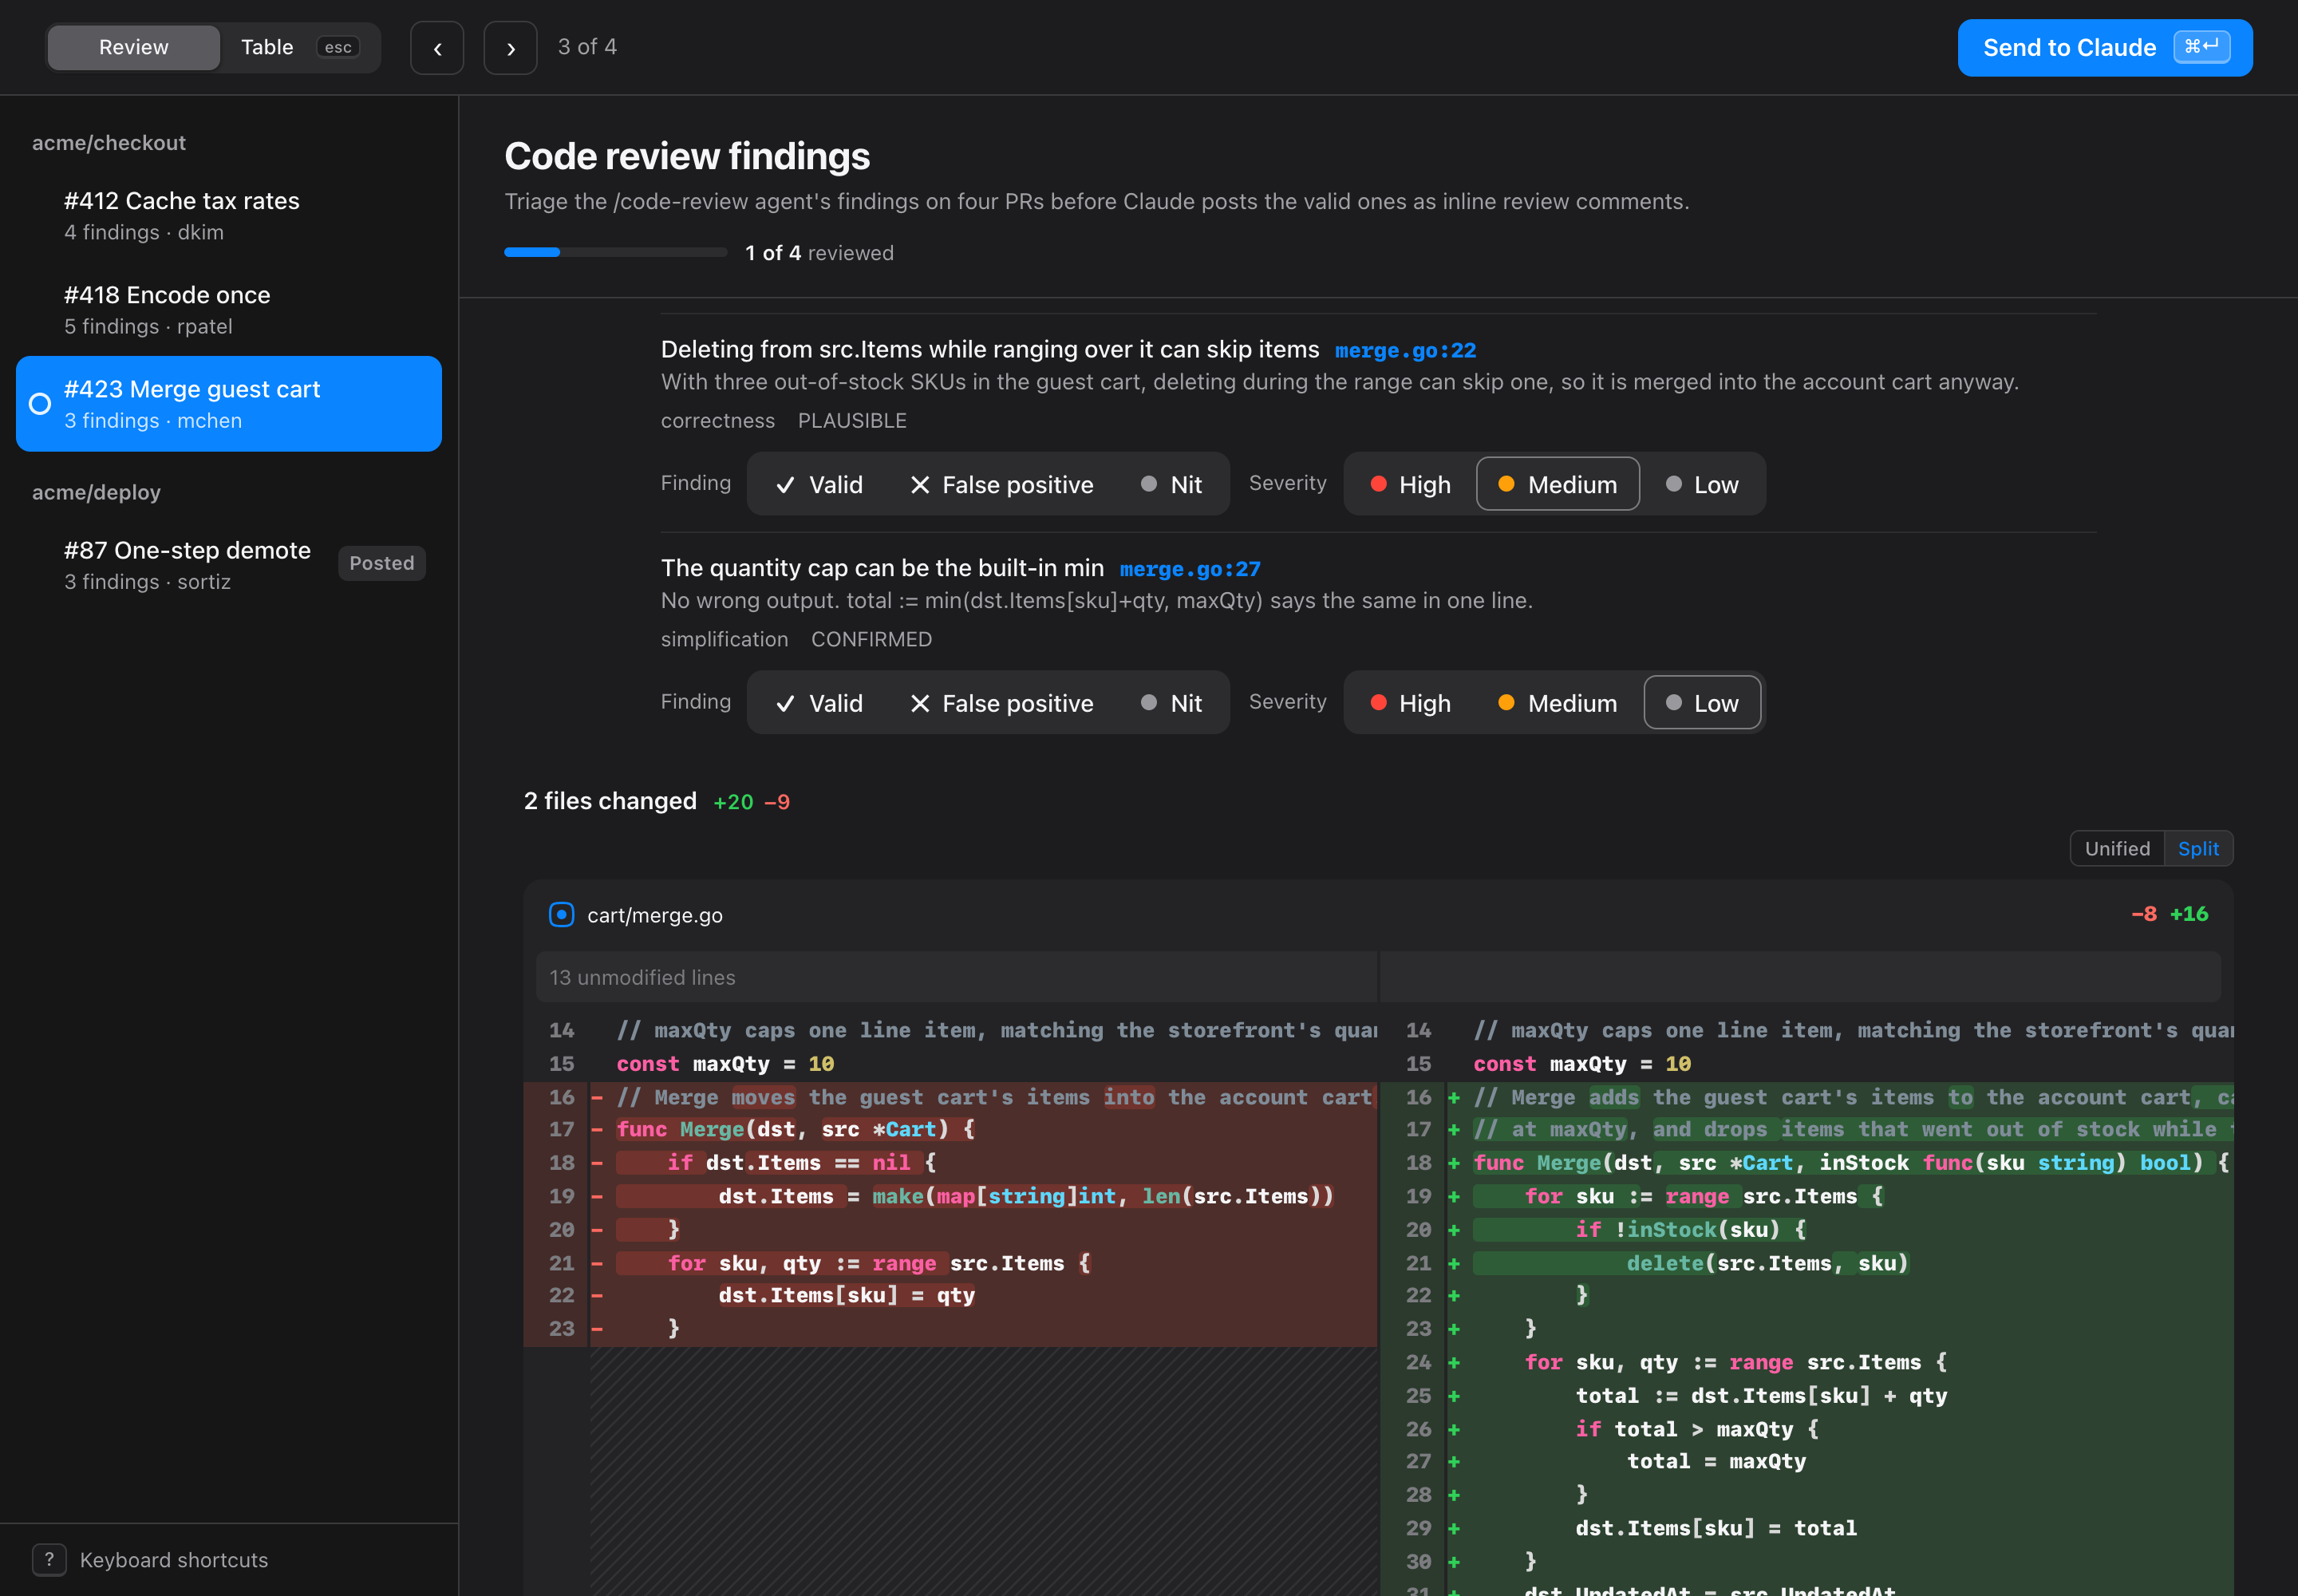 Review
Table esc
‹ › 3 of 4
Send to Claude ⌘↵
acme/checkout
#412 Cache tax rates
4 findings · dkim
#418 Encode once
5 findings · rpatel
#423 Merge guest cart
3 findings · mchen
acme/deploy
#87 One-step demote
3 findings · sortiz
Posted
? Keyboard shortcuts
Code review findings
Triage the /code-review agent's findings on four PRs before Claude posts the valid ones as inline review comments.
1 of 4 reviewed
Deleting from src.Items while ranging over it can skip items merge.go:22
With three out-of-stock SKUs in the guest cart, deleting during the range can skip one, so it is merged into the account cart anyway.
correctness PLAUSIBLE
Finding Valid False positive Nit Severity High Medium Low
The quantity cap can be the built-in min merge.go:27
No wrong output. total := min(dst.Items[sku]+qty, maxQty) says the same in one line.
simplification CONFIRMED
Finding Valid False positive Nit Severity High Medium Low
2 files changed +20 −9
Unified Split
cart/merge.go −8 +16
13 unmodified lines
14 // maxQty caps one line item, matching the storefront's
15 const maxQty = 10
16 − // Merge moves the guest cart's items into the account cart
17 − func Merge(dst, src *Cart) {
18 −     if dst.Items == nil {
19 −         dst.Items = make(map[string]int, len(src.Items))
20 −     }
21 −     for sku, qty := range src.Items {
22 −         dst.Items[sku] = qty
23 −     }
14 // maxQty caps one line item, matching the storefront's
15 const maxQty = 10
16 + // Merge adds the guest cart's items to the account cart,
17 + // at maxQty, and drops items that went out of stock while
18 + func Merge(dst, src *Cart, inStock func(sku string) bool) {
19 +     for sku := range src.Items {
20 +         if !inStock(sku) {
21 +             delete(src.Items, sku)
22 +         }
23 +     }
24 +     for sku, qty := range src.Items {
25 +         total := dst.Items[sku] + qty
26 +         if total > maxQty {
27 +             total = maxQty
28 +         }
29 +         dst.Items[sku] = total
30 +     }
31 +     dst.UpdatedAt = src.UpdatedAt